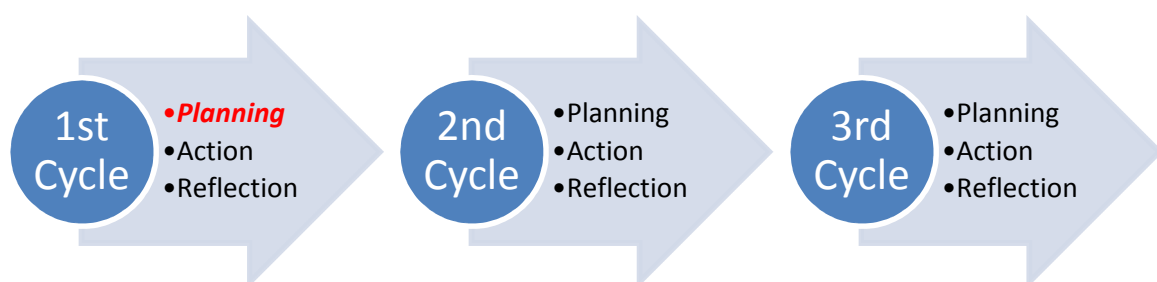 1st
Cycle
•Planning
•Action
•Reflection
2nd
Cycle
•Planning
•Action
•Reflection
3rd
Cycle
•Planning
•Action
•Reflection